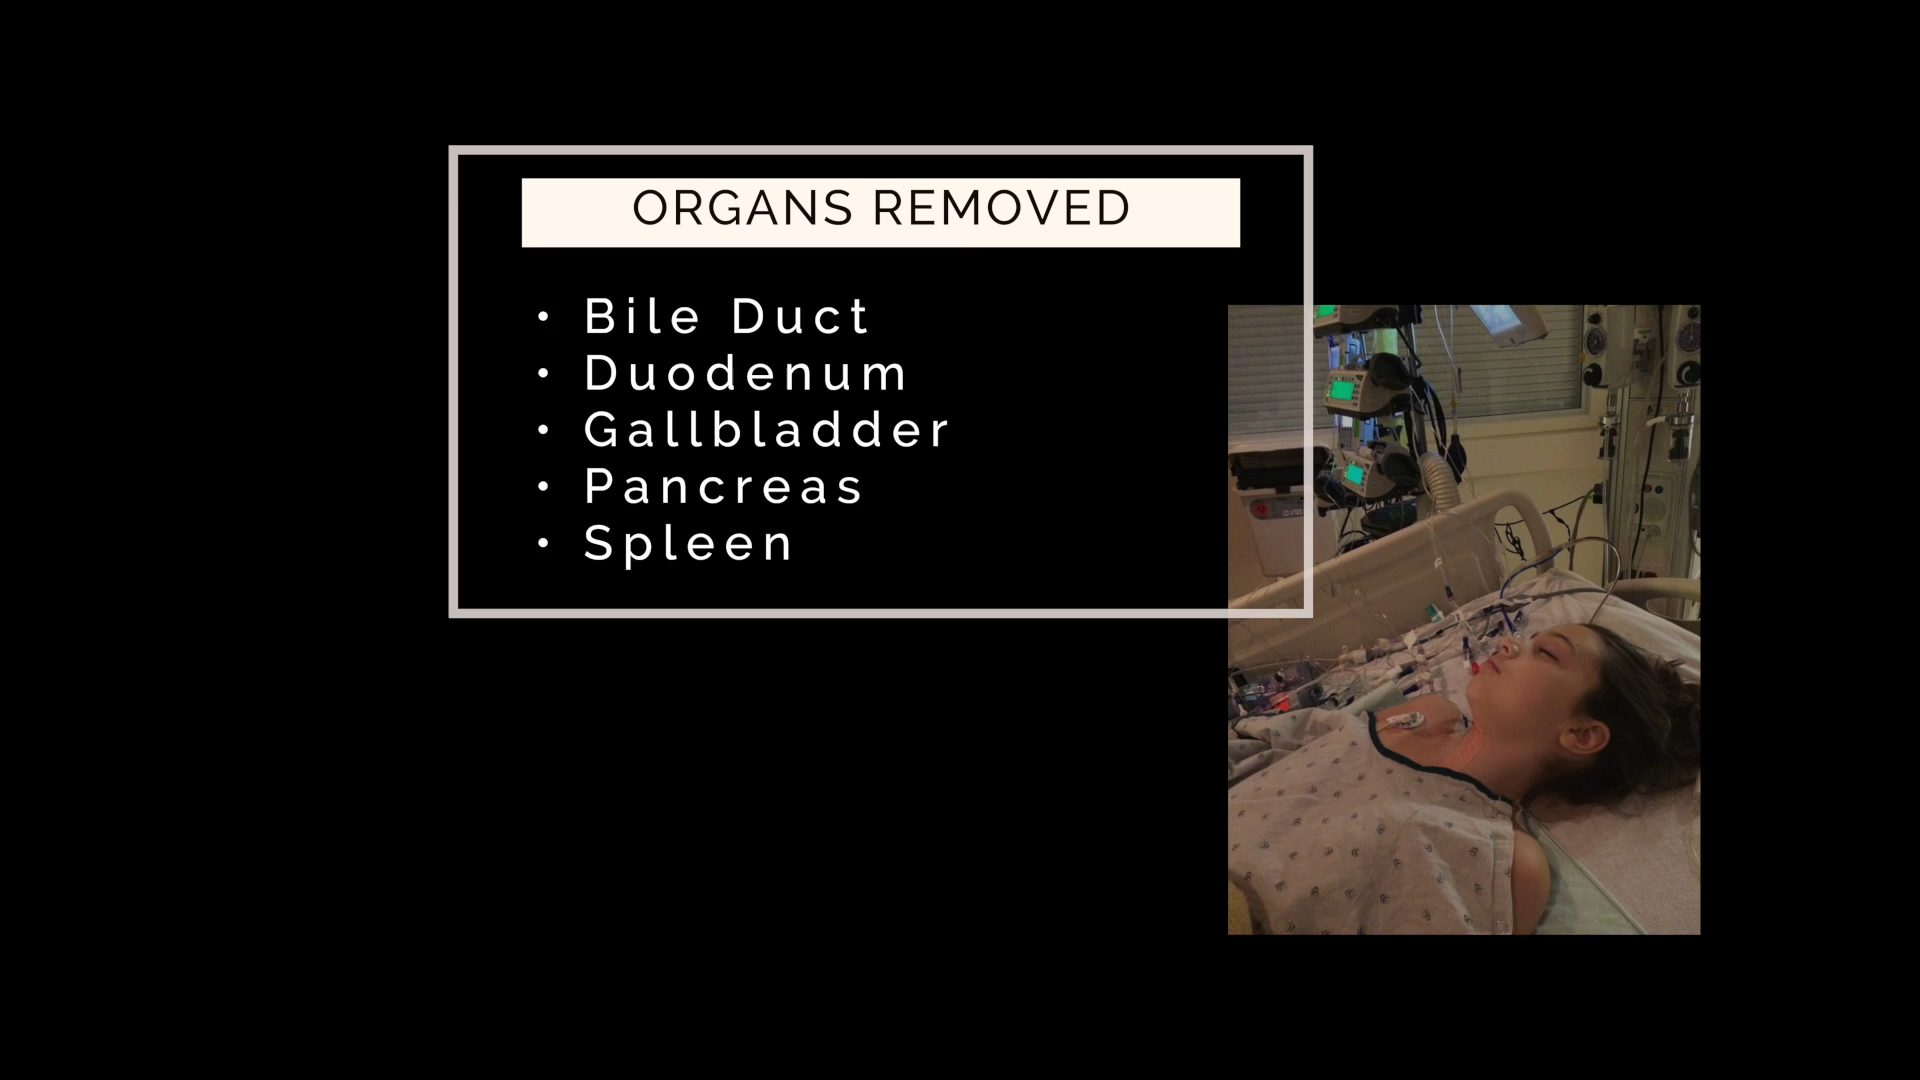 ORGANS REMOVED
• Bile Duct
• Duodenum
• Gallbladder
• Pancreas
• Spleen